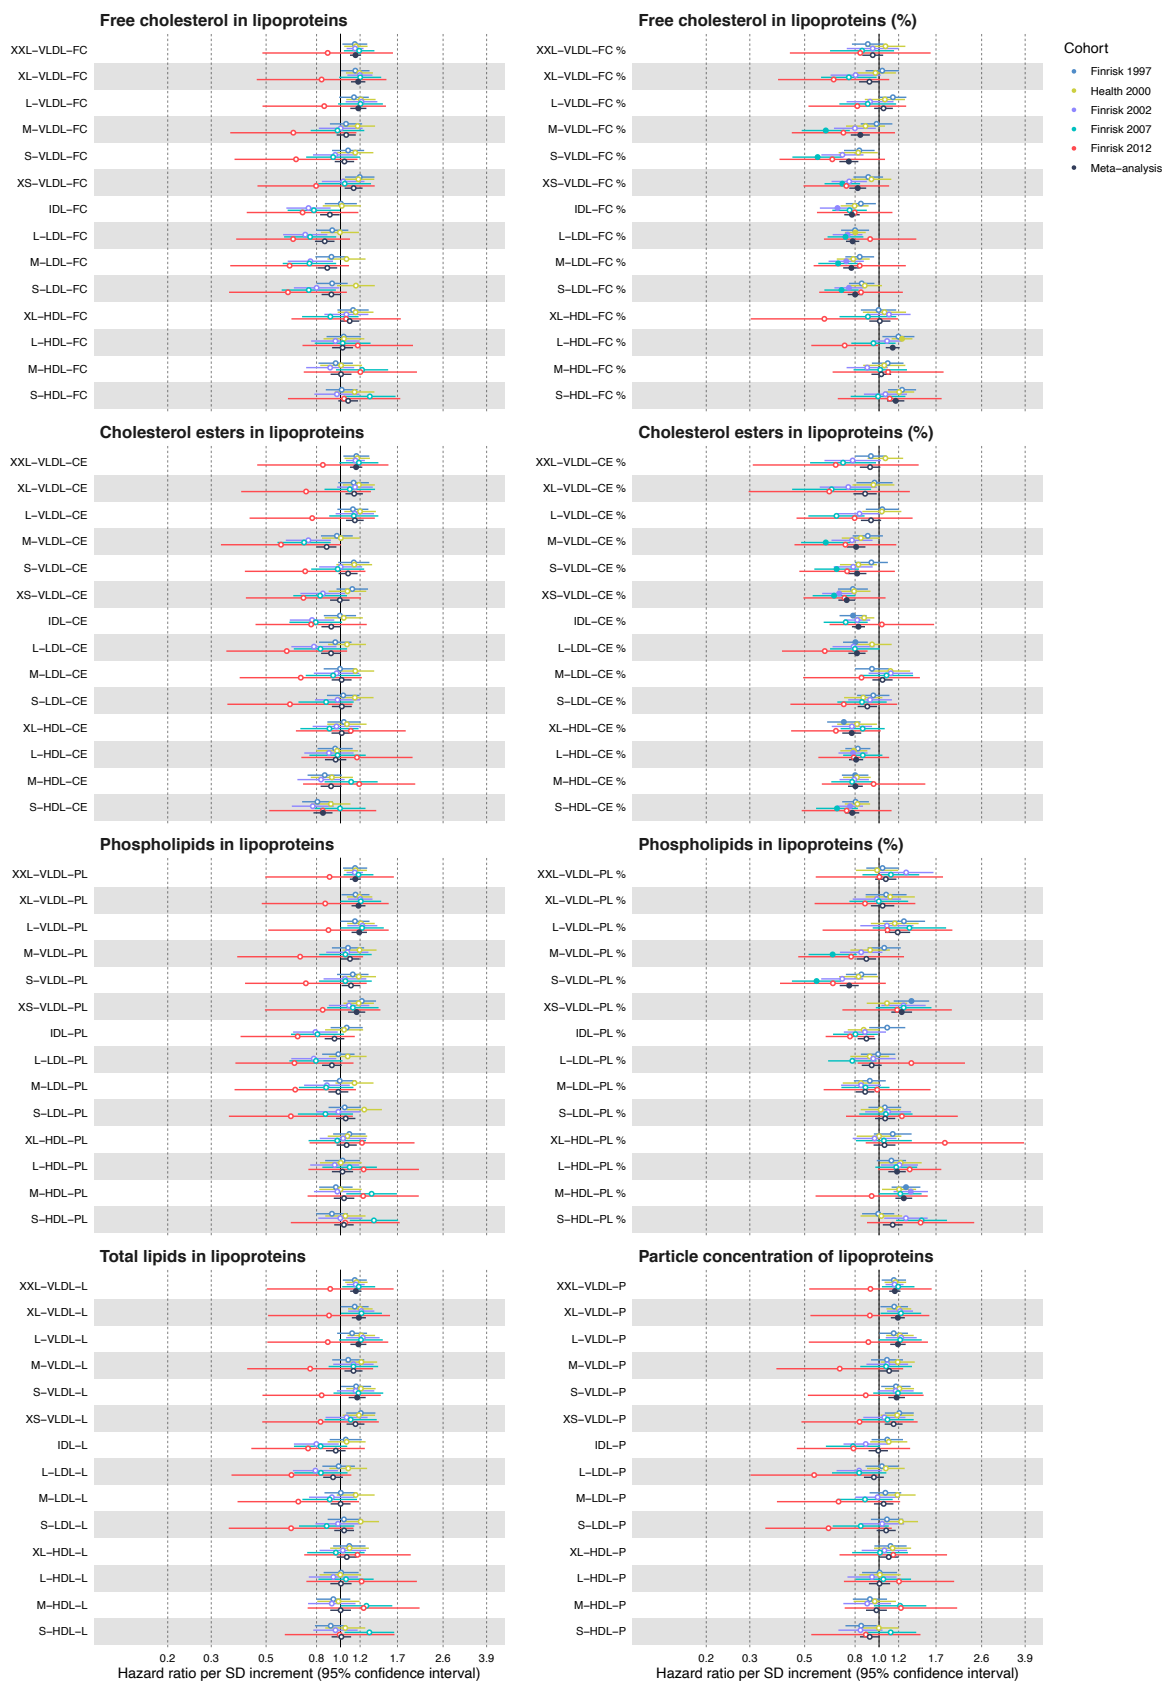 Free cholesterol in lipoproteins
XXL−VLDL−FC
XL−VLDL−FC
L−VLDL−FC
M−VLDL−FC
S−VLDL−FC
XS−VLDL−FC
IDL−FC
L−LDL−FC
M−LDL−FC
S−LDL−FC
XL−HDL−FC
L−HDL−FC
M−HDL−FC
S−HDL−FC
Free cholesterol in lipoproteins (%)
XXL−VLDL−FC %
XL−VLDL−FC %
L−VLDL−FC %
M−VLDL−FC %
S−VLDL−FC %
XS−VLDL−FC %
IDL−FC %
L−LDL−FC %
M−LDL−FC %
S−LDL−FC %
XL−HDL−FC %
L−HDL−FC %
M−HDL−FC %
S−HDL−FC %
Cohort
Finrisk 1997
Health 2000
Finrisk 2002
Finrisk 2007
Finrisk 2012
Meta−analysis
Cholesterol esters in lipoproteins
XXL−VLDL−CE
XL−VLDL−CE
L−VLDL−CE
M−VLDL−CE
S−VLDL−CE
XS−VLDL−CE
IDL−CE
L−LDL−CE
M−LDL−CE
S−LDL−CE
XL−HDL−CE
L−HDL−CE
M−HDL−CE
S−HDL−CE
Cholesterol esters in lipoproteins (%)
XXL−VLDL−CE %
XL−VLDL−CE %
L−VLDL−CE %
M−VLDL−CE %
S−VLDL−CE %
XS−VLDL−CE %
IDL−CE %
L−LDL−CE %
M−LDL−CE %
S−LDL−CE %
XL−HDL−CE %
L−HDL−CE %
M−HDL−CE %
S−HDL−CE %
Phospholipids in lipoproteins
XXL−VLDL−PL
XL−VLDL−PL
L−VLDL−PL
M−VLDL−PL
S−VLDL−PL
XS−VLDL−PL
IDL−PL
L−LDL−PL
M−LDL−PL
S−LDL−PL
XL−HDL−PL
L−HDL−PL
M−HDL−PL
S−HDL−PL
Phospholipids in lipoproteins (%)
XXL−VLDL−PL %
XL−VLDL−PL %
L−VLDL−PL %
M−VLDL−PL %
S−VLDL−PL %
XS−VLDL−PL %
IDL−PL %
L−LDL−PL %
M−LDL−PL %
S−LDL−PL %
XL−HDL−PL %
L−HDL−PL %
M−HDL−PL %
S−HDL−PL %
Total lipids in lipoproteins
XXL−VLDL−L
XL−VLDL−L
L−VLDL−L
M−VLDL−L
S−VLDL−L
XS−VLDL−L
IDL−L
L−LDL−L
M−LDL−L
S−LDL−L
XL−HDL−L
L−HDL−L
M−HDL−L
S−HDL−L
0.2 0.3 0.5 0.8 1.0 1.2 1.7 2.6 3.9
Hazard ratio per SD increment (95% confidence interval)
Particle concentration of lipoproteins
XXL−VLDL−P
XL−VLDL−P
L−VLDL−P
M−VLDL−P
S−VLDL−P
XS−VLDL−P
IDL−P
L−LDL−P
M−LDL−P
S−LDL−P
XL−HDL−P
L−HDL−P
M−HDL−P
S−HDL−P
0.2 0.3 0.5 0.8 1.0 1.2 1.7 2.6 3.9
Hazard ratio per SD increment (95% confidence interval)